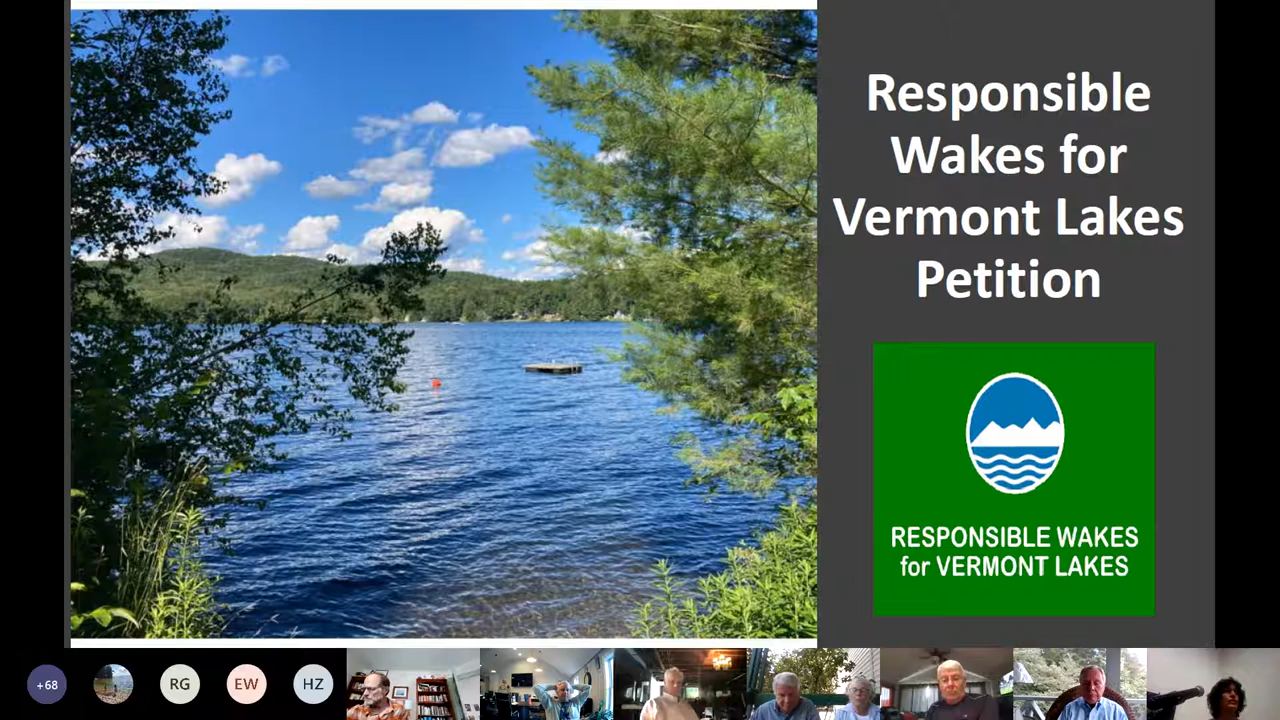 Responsible
Wakes for
Vermont Lakes
Petition
RESPONSIBLE WAKES
for VERMONT LAKES
+68
RG
EW
HZ